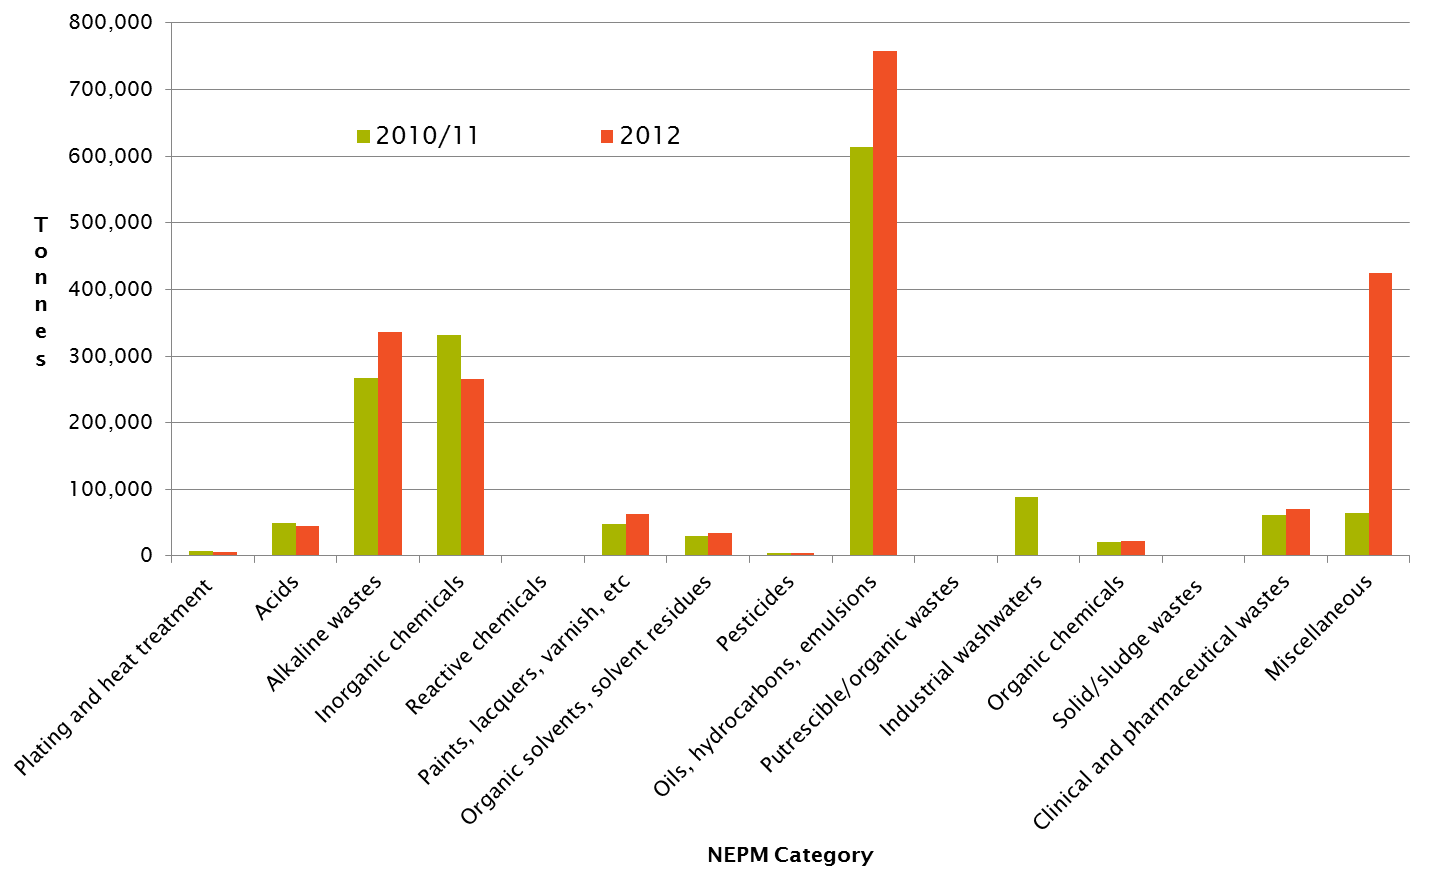 800,000
700,000
600,000
500,000
400,000
300,000
200,000
100,000
0
Tonnes
2010/11
2012
Plating and heat treatment
Acids
Alkaline wastes
Inorganic chemicals
Reactive chemicals
Paints, lacquers, varnish, etc
Organic solvents, solvent residues
Pesticides
Oils, hydrocarbons, emulsions
Putrescible/organic wastes
Industrial washwaters
Organic chemicals
Solid/sludge wastes
Clinical and pharmaceutical wastes
Miscellaneous
NEPM Category